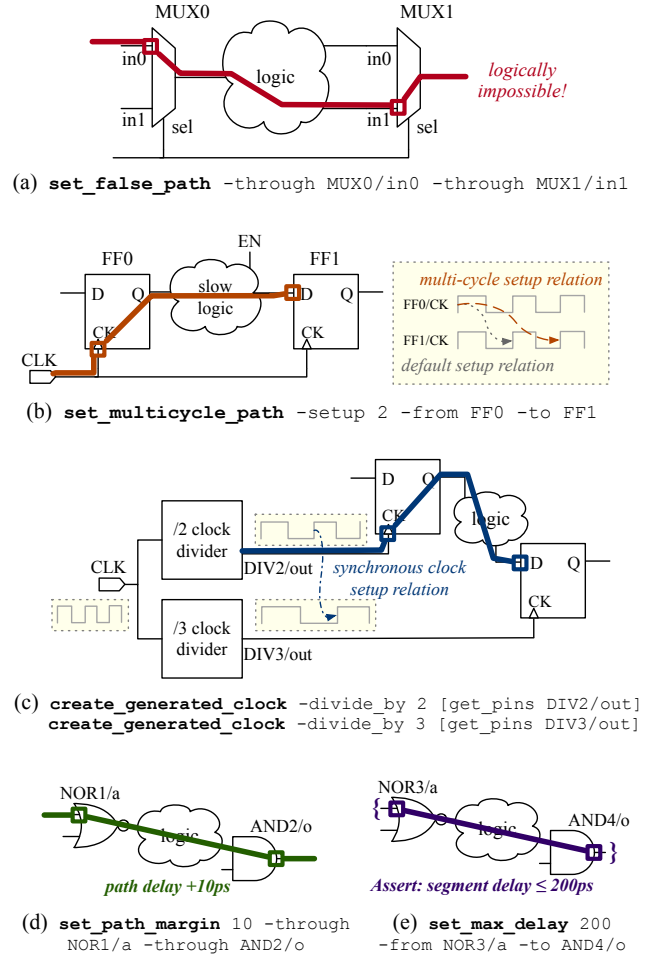 MUX0
MUX1
in0
in0
logic
logically
impossible!
in1
in1
sel
sel
(a) set_false_path -through MUX0/in0 -through MUX1/in1
EN
FF0
FF1
D
Q
slow
logic
D
Q
CK
CLK
multi-cycle setup relation
FF0/CK
FF1/CK
default setup relation
(b) set_multicycle_path -setup 2 -from FF0 -to FF1
D
Q
CK
logic
/2 clock
divider
DIV2/out
CLK
synchronous clock
setup relation
D
Q
CK
/3 clock
divider
DIV3/out
(c) create_generated_clock -divide_by 2 [get_pins DIV2/out]
create_generated_clock -divide_by 3 [get_pins DIV3/out]
NOR1/a
logic
AND2/o
path delay +10ps
(d) set_path_margin 10 -through
NOR1/a -through AND2/o
NOR3/a
{
logic
AND4/o
}
Assert: segment delay ≤ 200ps
(e) set_max_delay 200
-from NOR3/a -to AND4/o